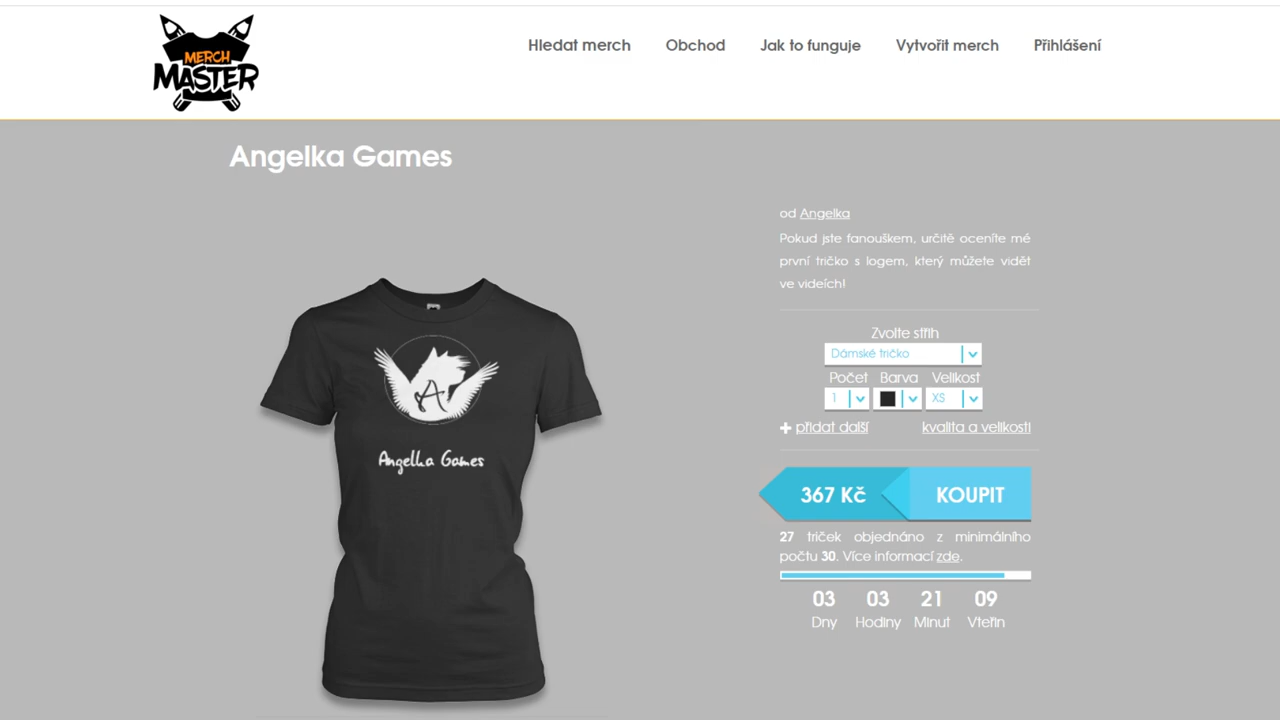 MERCH
MASTER
Hledat merch
Obchod
Jak to funguje
Vytvořit merch
Přihlášení
Angelka Games
od Angelka
Pokud jste fanouškem, určitě oceníte mé
první tričko s logem, který můžete vidět
ve videích!
A
Angelka Games
Zvolte střih
Dámské tričko
Počet Barva Velikost
1 XS
přidat další kvalita a velikosti
367 Kč KOUPIT
27 triček objednáno z minimálního
počtu 30. Více informací zde.
03 03 21 09
Dny Hodiny Minut Vteřin